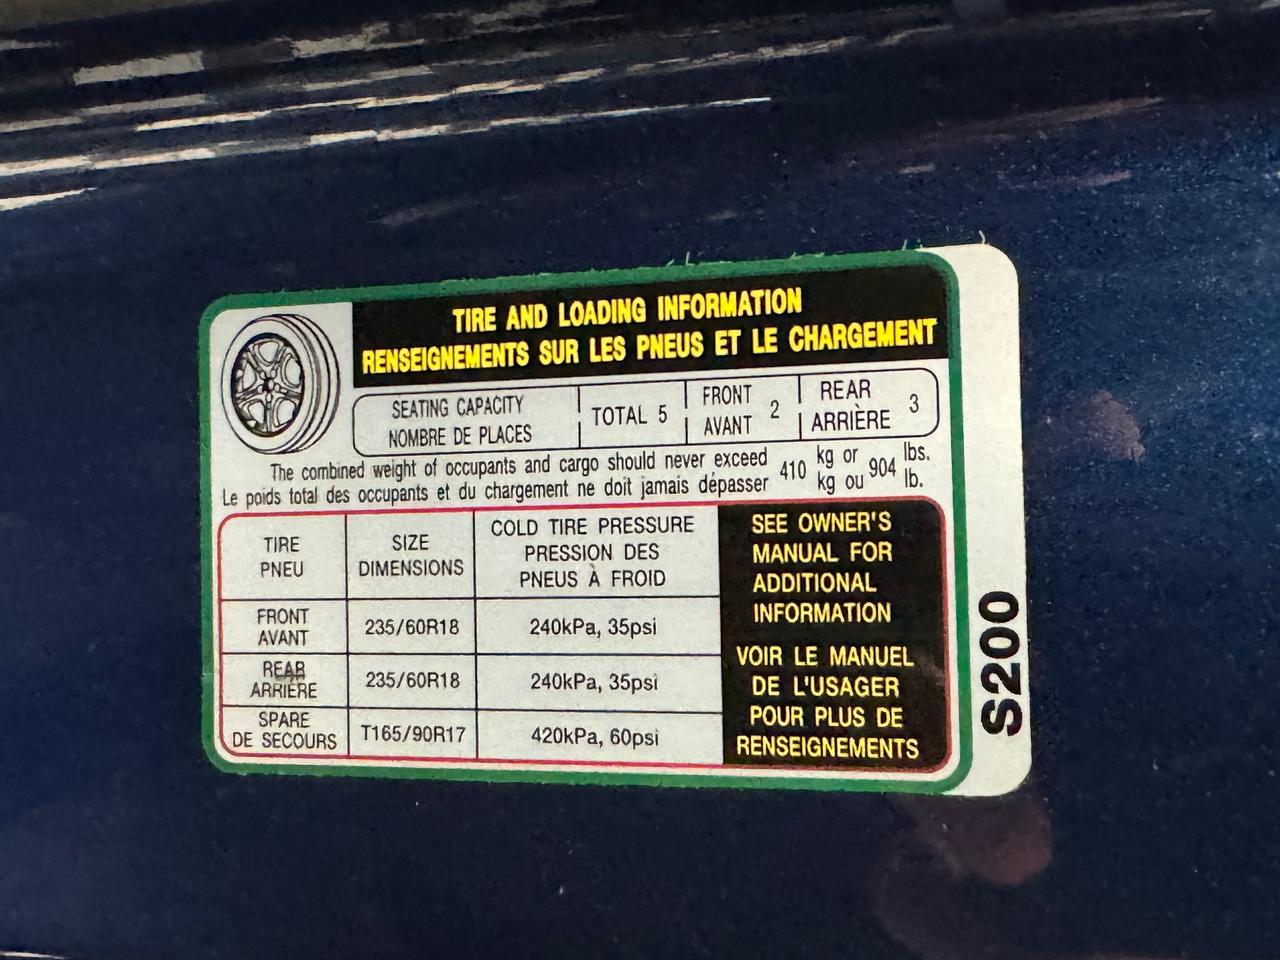 TIRE AND LOADING INFORMATION
RENSEIGNEMENTS SUR LES PNEUS ET LE CHARGEMENT
SEATING CAPACITY
NOMBRE DE PLACES
TOTAL 5
FRONT
AVANT
2
REAR
ARRIÈRE
3
The combined weight of occupants and cargo should never exceed 410 kg or 904 lbs.
Le poids total des occupants et du chargement ne doit jamais dépasser kg ou lb.
TIRE
PNEU
SIZE
DIMENSIONS
COLD TIRE PRESSURE
PRESSION DES
PNEUS À FROID
FRONT
AVANT
235/60R18
240kPa, 35psi
REAR
ARRIÈRE
235/60R18
240kPa, 35psi
SPARE
DE SECOURS
T165/90R17
420kPa, 60psi
SEE OWNER'S
MANUAL FOR
ADDITIONAL
INFORMATION
VOIR LE MANUEL
DE L'USAGER
POUR PLUS DE
RENSEIGNEMENTS
S200